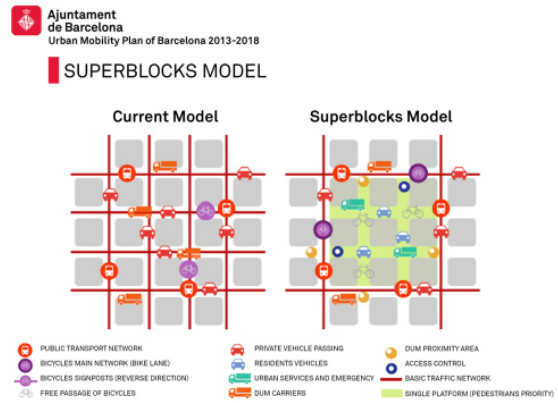 Ajuntament
de Barcelona
Urban Mobility Plan of Barcelona 2013-2018
SUPERBLOCKS MODEL
Current Model
Superblocks Model
PUBLIC TRANSPORT NETWORK
BICYCLES MAIN NETWORK (BIKE LANE)
BICYCLES SIGNPOSTS (REVERSE DIRECTION)
FREE PASSAGE OF BICYCLES
PRIVATE VEHICLE PASSING
RESIDENTS VEHICLES
URBAN SERVICES AND EMERGENCY
DUM CARRIERS
DUM PROXIMITY AREA
ACCESS CONTROL
BASIC TRAFFIC NETWORK
SINGLE PLATFORM (PEDESTRIANS PRIORITY)